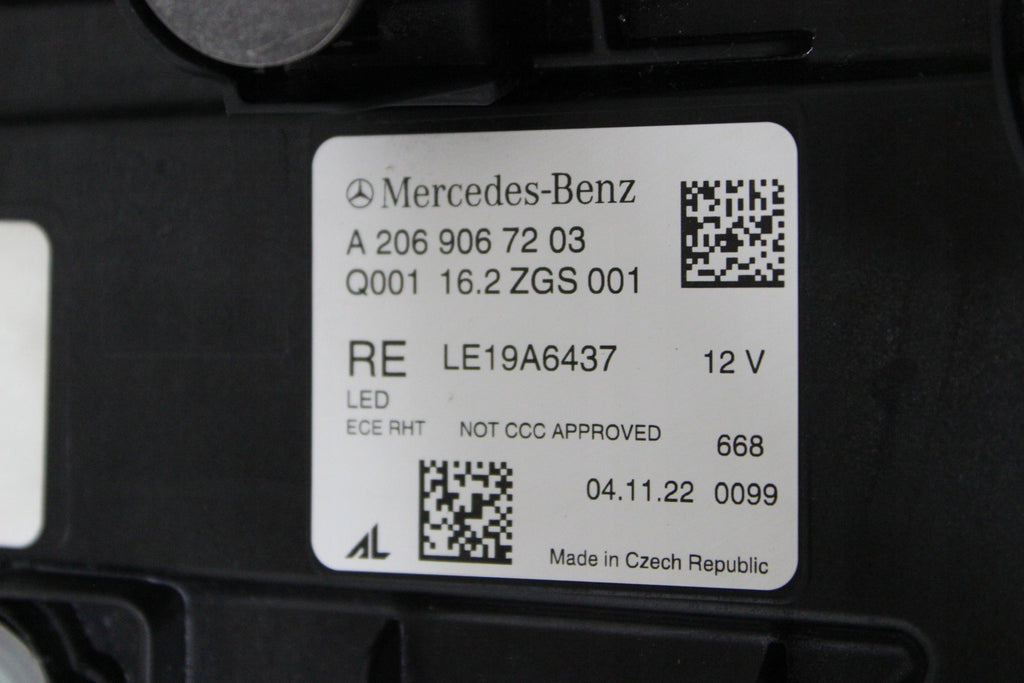 Mercedes-Benz
A 206 906 72 03
Q001 16.2 ZGS 001
RE LE19A6437 12 V
LED
ECE RHT NOT CCC APPROVED
668
04.11.22 0099
AL
Made in Czech Republic